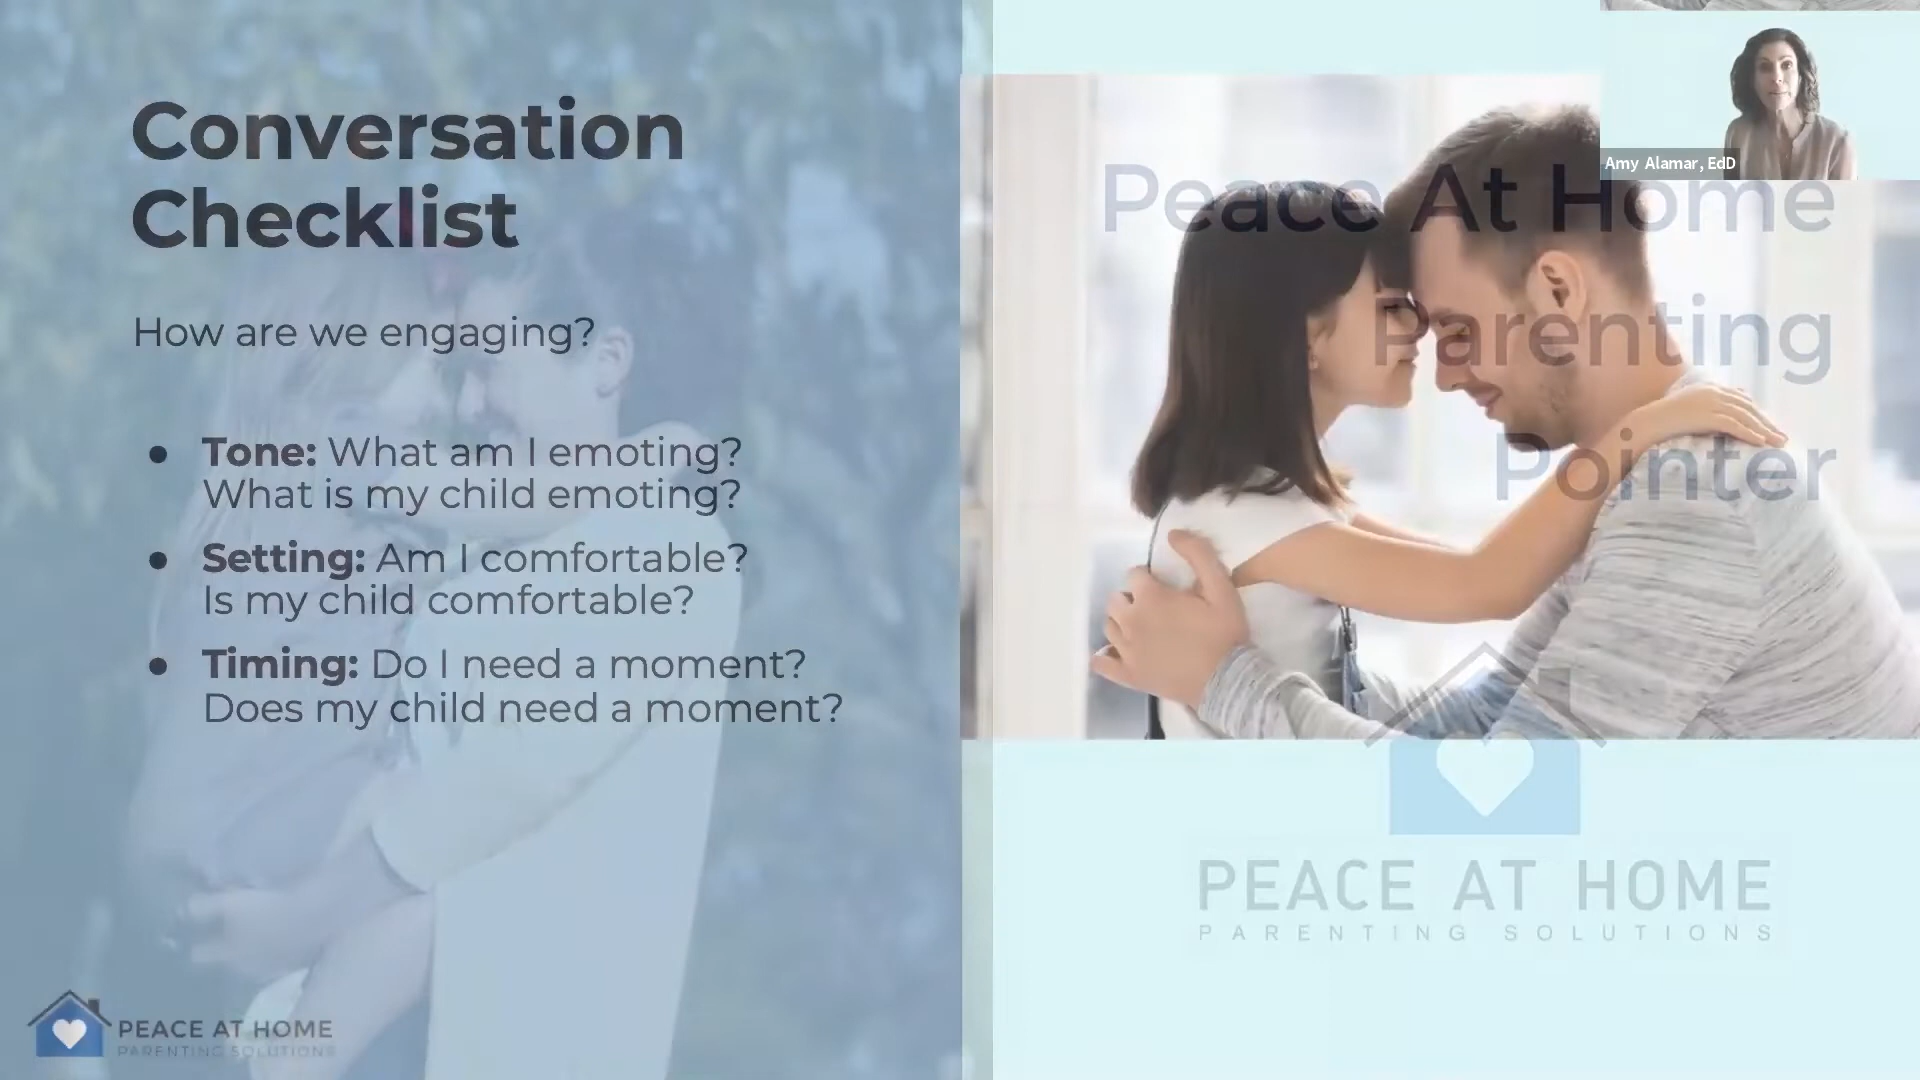 Conversation
Checklist
How are we engaging?
● Tone: What am I emoting?
What is my child emoting?
● Setting: Am I comfortable?
Is my child comfortable?
● Timing: Do I need a moment?
Does my child need a moment?
PEACE AT HOME
PARENTING SOLUTIONS
Amy Alamar, EdD
Peace At Home
Parenting
Pointer
PEACE AT HOME
PARENTING SOLUTIONS